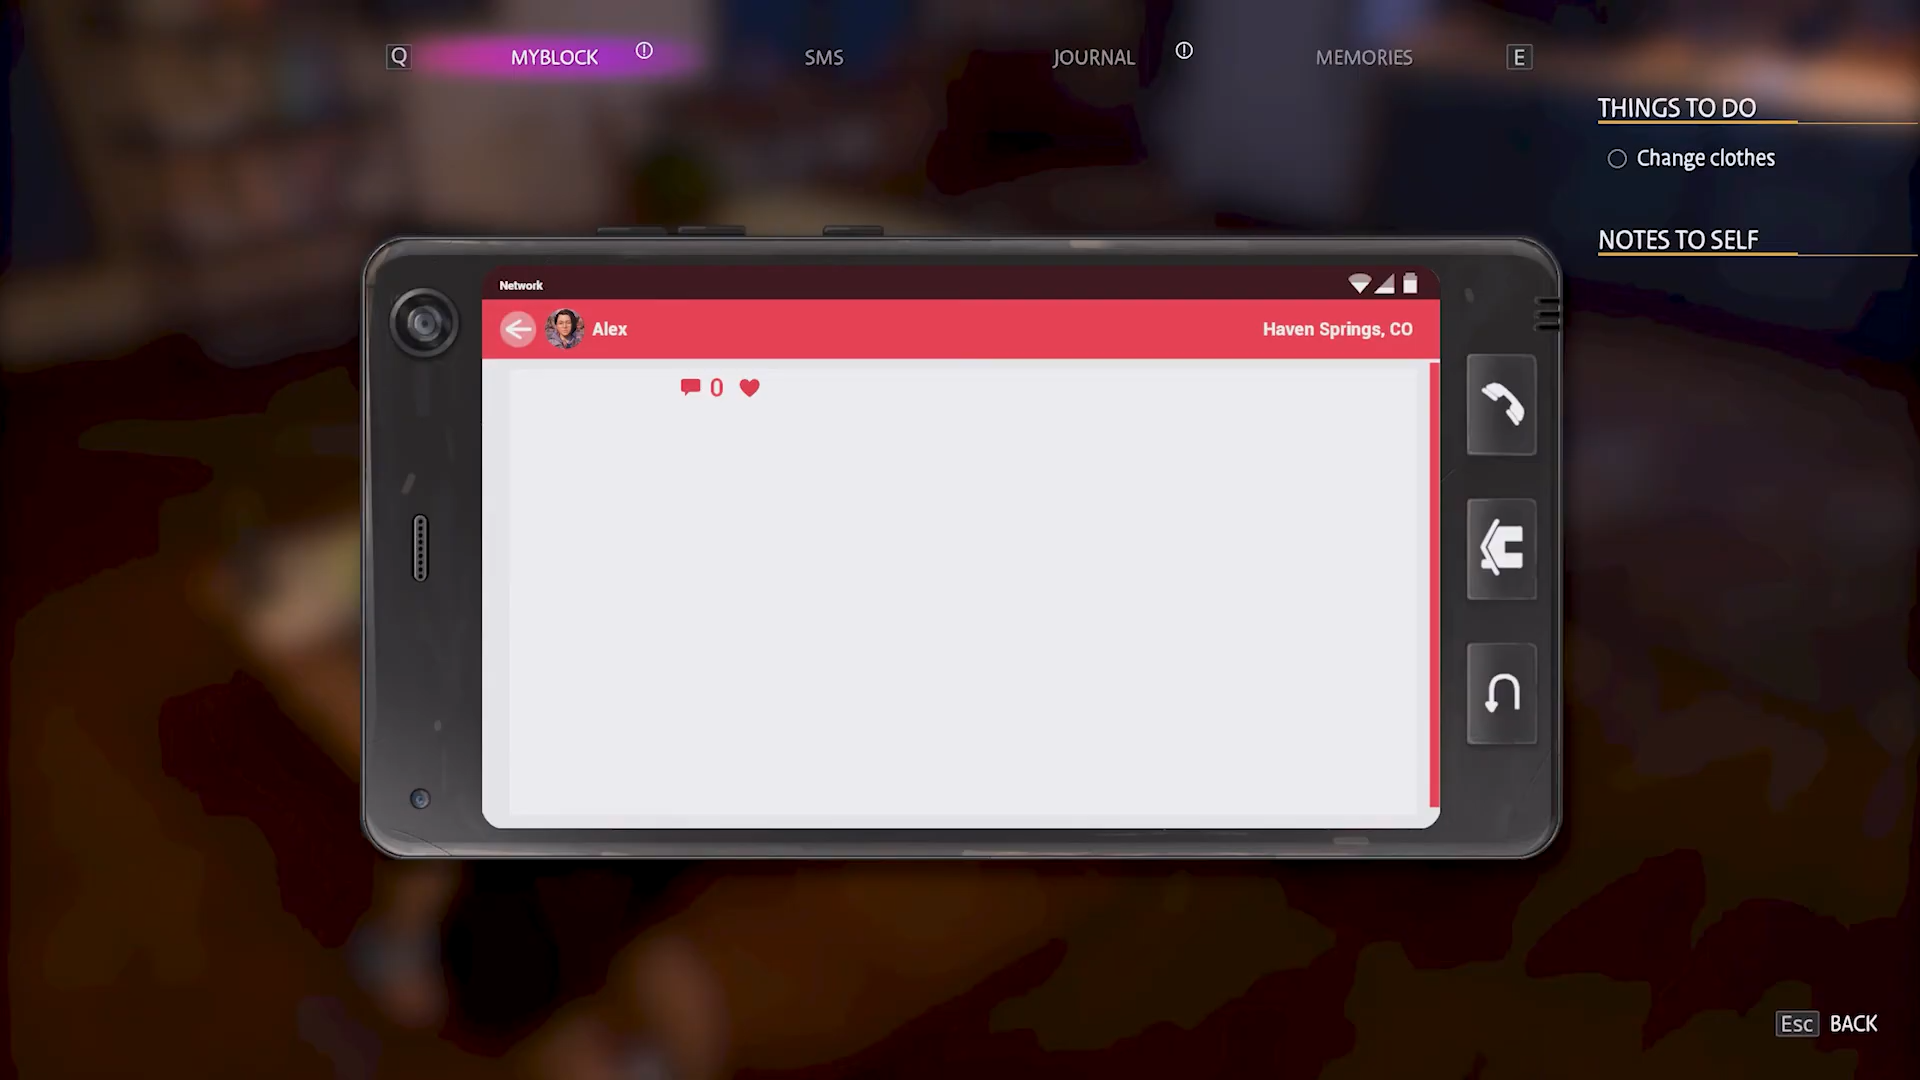 Q MYBLOCK SMS JOURNAL MEMORIES E
THINGS TO DO
Change clothes
NOTES TO SELF
Network
Alex Haven Springs, CO
0
Esc BACK